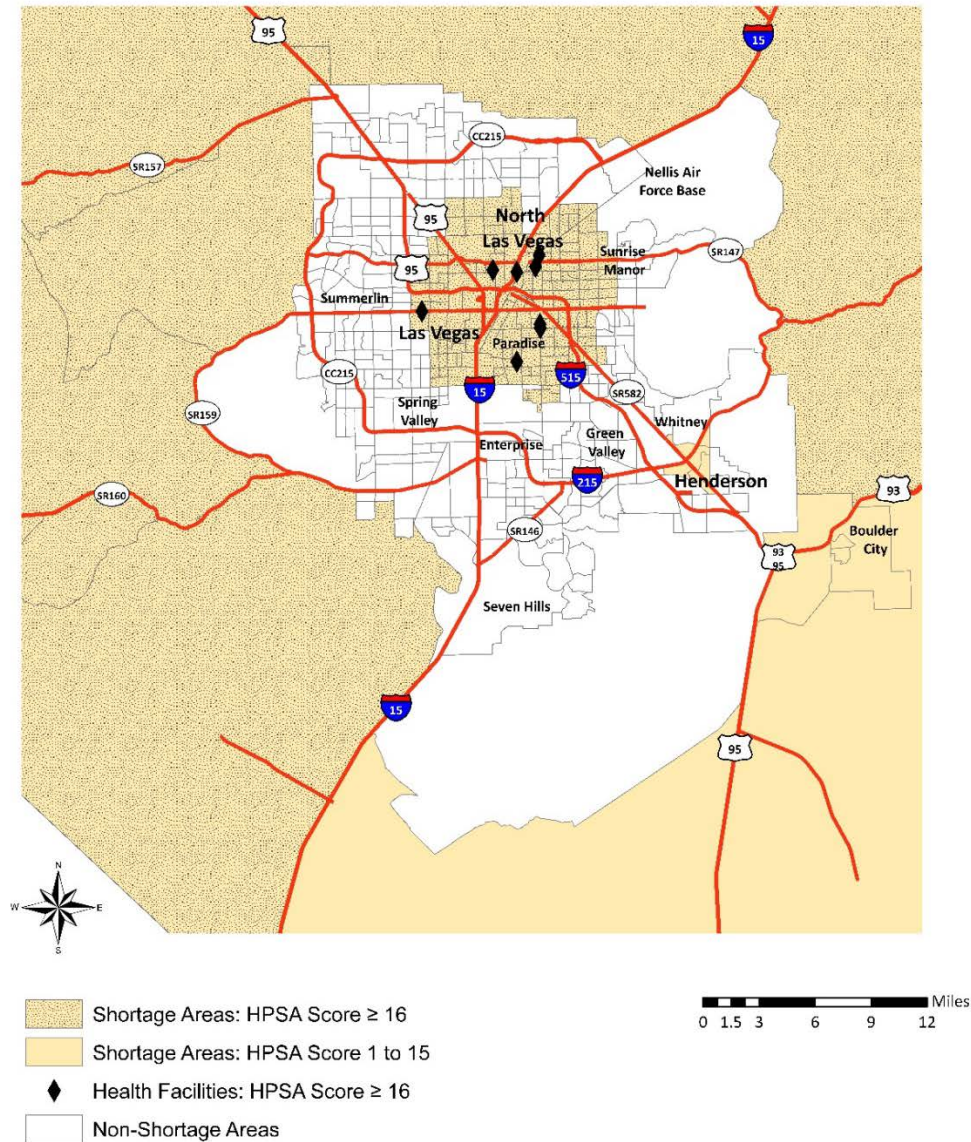 95
15
CC215
SR157
Nellis Air
Force Base
95
North
Las Vegas
Sunrise
Manor
SR147
95
Summerlin
Las Vegas
Paradise
CC215
15
515
SR582
SR159
Spring
Valley
Whitney
Enterprise
Green
Valley
215
Henderson
SR160
93
Boulder
City
SR146
93
95
Seven Hills
15
95
N
W
E
S
Shortage Areas: HPSA Score ≥ 16
Shortage Areas: HPSA Score 1 to 15
Health Facilities: HPSA Score ≥ 16
Non-Shortage Areas
Miles
0 1.5 3 6 9 12